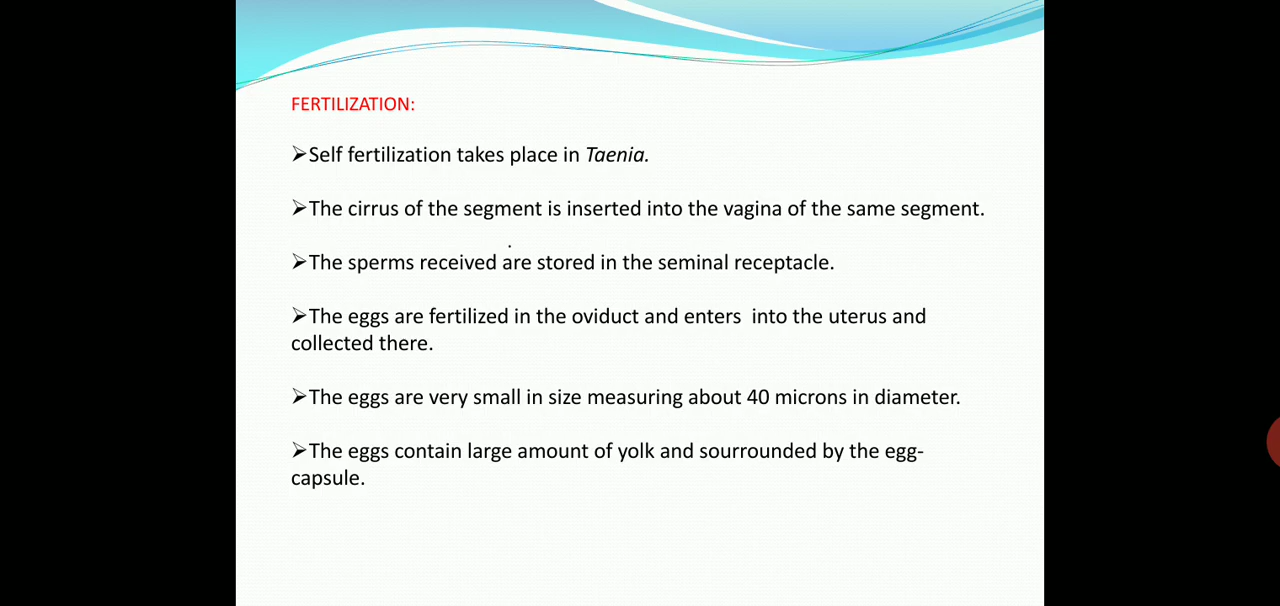 FERTILIZATION:
➢Self fertilization takes place in Taenia.
➢The cirrus of the segment is inserted into the vagina of the same segment.
➢The sperms received are stored in the seminal receptacle.
➢The eggs are fertilized in the oviduct and enters  into the uterus and
collected there.
➢The eggs are very small in size measuring about 40 microns in diameter.
➢The eggs contain large amount of yolk and sourrounded by the egg-
capsule.